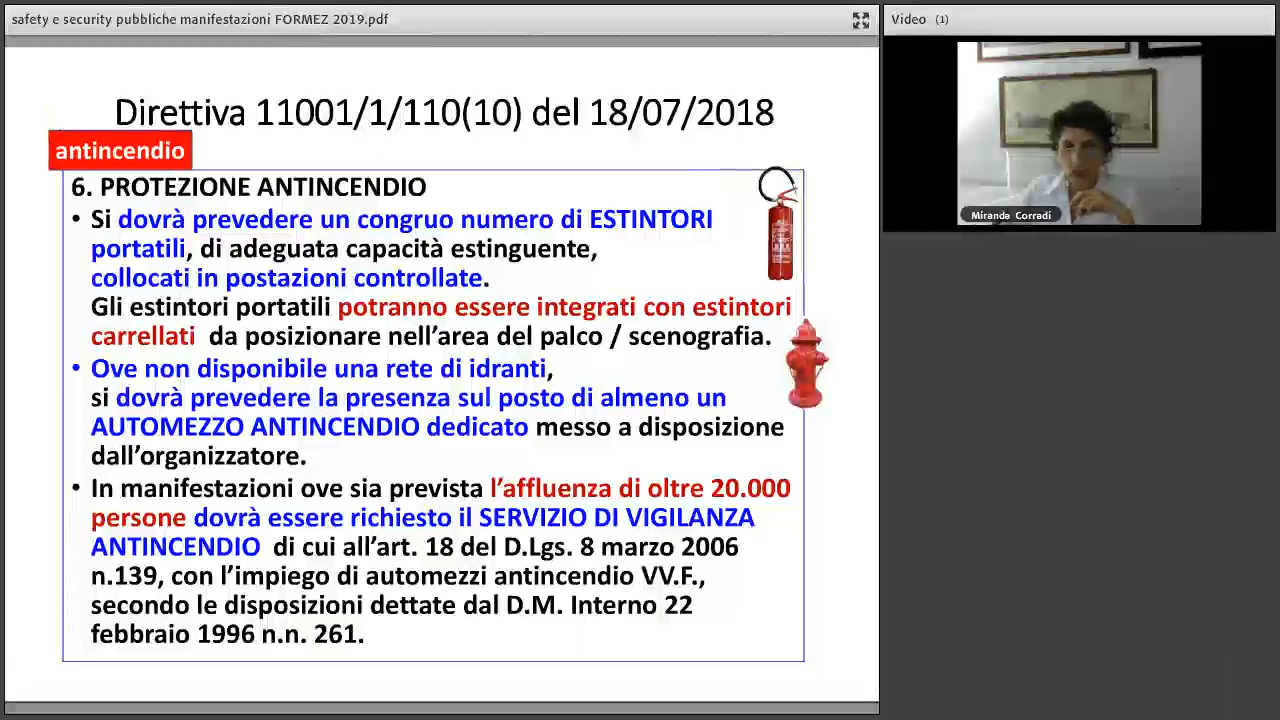 safety e security pubbliche manifestazioni FORMEZ 2019.pdf
Video (1)
Direttiva 11001/1/110(10) del 18/07/2018
antincendio
6. PROTEZIONE ANTINCENDIO
• Si dovrà prevedere un congruo numero di ESTINTORI
portatili, di adeguata capacità estinguente,
collocati in postazioni controllate.
Gli estintori portatili potranno essere integrati con estintori
carrellati da posizionare nell'area del palco / scenografia.
• Ove non disponibile una rete di idranti,
si dovrà prevedere la presenza sul posto di almeno un
AUTOMEZZO ANTINCENDIO dedicato messo a disposizione
dall'organizzatore.
• In manifestazioni ove sia prevista l'affluenza di oltre 20.000
persone dovrà essere richiesto il SERVIZIO DI VIGILANZA
ANTINCENDIO di cui all'art. 18 del D.Lgs. 8 marzo 2006
n.139, con l'impiego di automezzi antincendio VV.F.,
secondo le disposizioni dettate dal D.M. Interno 22
febbraio 1996 n.n. 261.
Miranda Corradi